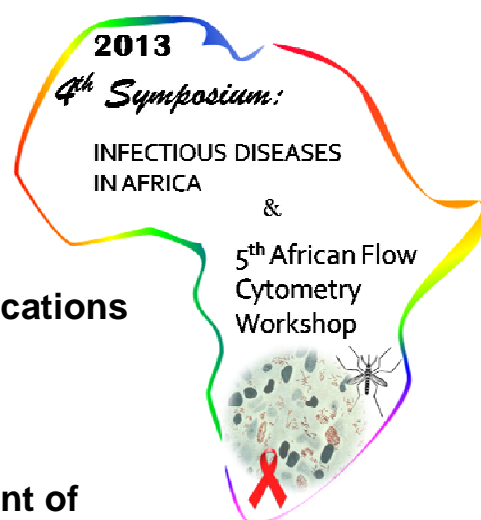 2013
4th Symposium:
INFECTIOUS DISEASES
IN AFRICA
&
5th African Flow
Cytometry
Workshop
cations
nt of